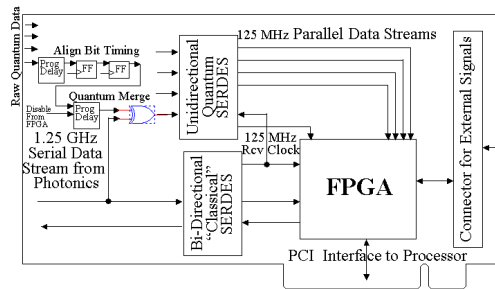 Raw Quantum Data
Align Bit Timing
Prog
Delay
FF
FF
Quantum Merge
Disable
From
FPGA
Prog
Delay
1.25 GHz
Serial Data
Stream from
Photonics
Unidirectional
Quantum
SERDES
125 MHz Parallel Data Streams
125 MHz
Rcv Clock
Bi-Directional
“Classical”
SERDES
FPGA
Connector for External Signals
PCI Interface to Processor